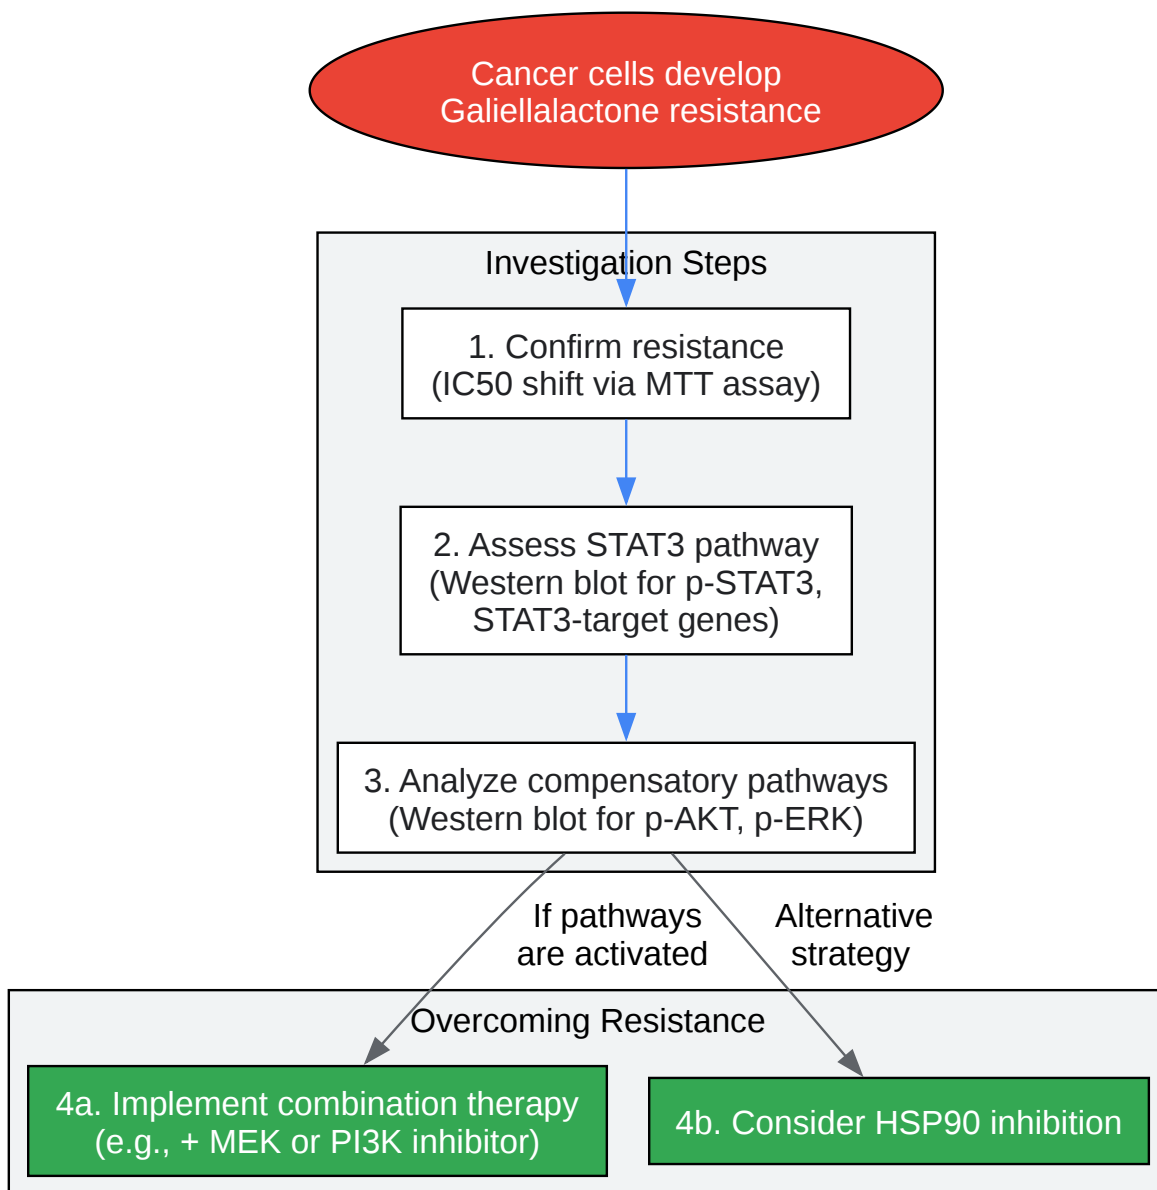 Cancer cells develop
Galiellalactone resistance
Investigation Steps
1. Confirm resistance
(IC50 shift via MTT assay)
2. Assess STAT3 pathway
(Western blot for p-STAT3,
STAT3-target genes)
3. Analyze compensatory pathways
(Western blot for p-AKT, p-ERK)
If pathways
are activated
Alternative
strategy
Overcoming Resistance
4a. Implement combination therapy
(e.g., + MEK or PI3K inhibitor)
4b. Consider HSP90 inhibition